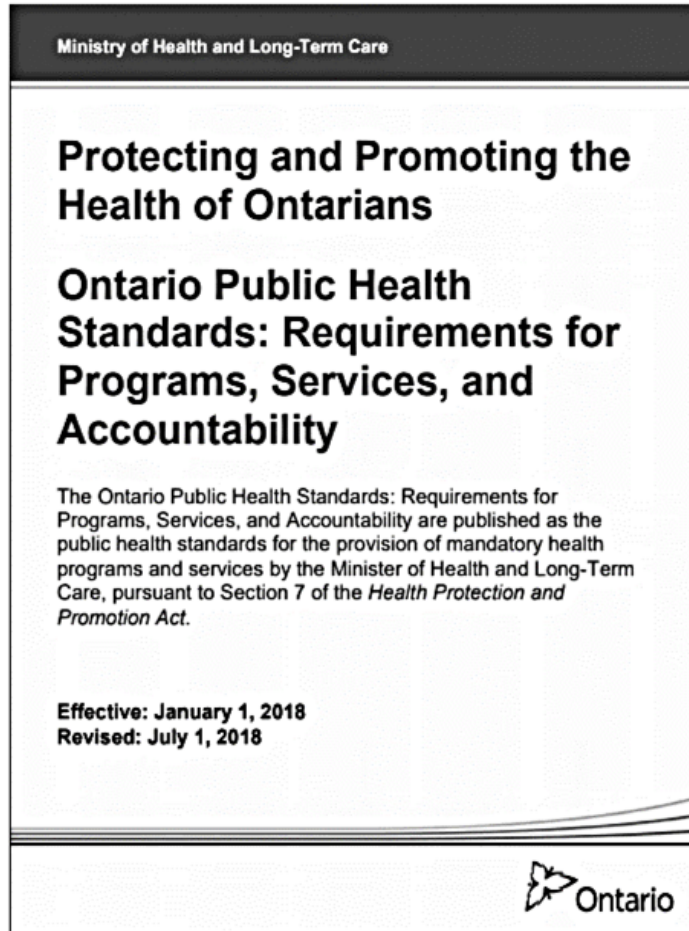 Ministry of Health and Long-Term Care
Protecting and Promoting the
Health of Ontarians
Ontario Public Health
Standards: Requirements for
Programs, Services, and
Accountability
The Ontario Public Health Standards: Requirements for
Programs, Services, and Accountability are published as the
public health standards for the provision of mandatory health
programs and services by the Minister of Health and Long-Term
Care, pursuant to Section 7 of the Health Protection and
Promotion Act.
Effective: January 1, 2018
Revised: July 1, 2018
Ontario